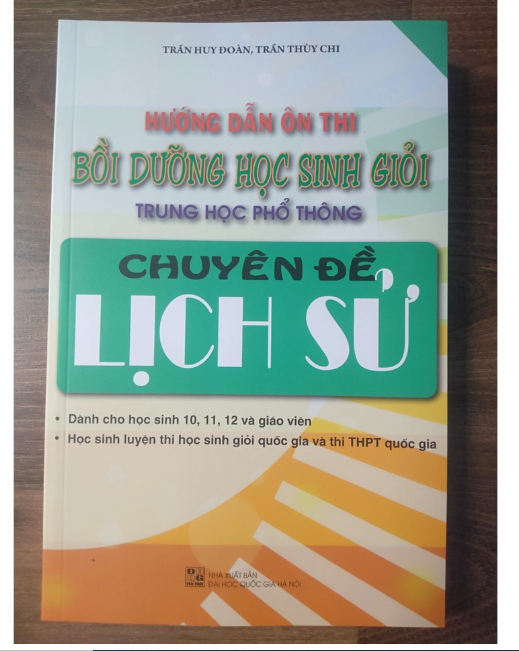 TRẦN HUY ĐOÀN, TRẦN THÙY CHI
HƯỚNG DẪN ÔN THI
BỒI DƯỠNG HỌC SINH GIỎI
TRUNG HỌC PHỔ THÔNG
CHUYÊN ĐỀ
LỊCH SỬ
• Dành cho học sinh 10, 11, 12 và giáo viên
• Học sinh luyện thi học sinh giỏi quốc gia và thi THPT quốc gia
NHÀ XUẤT BẢN
ĐẠI HỌC QUỐC GIA HÀ NỘI